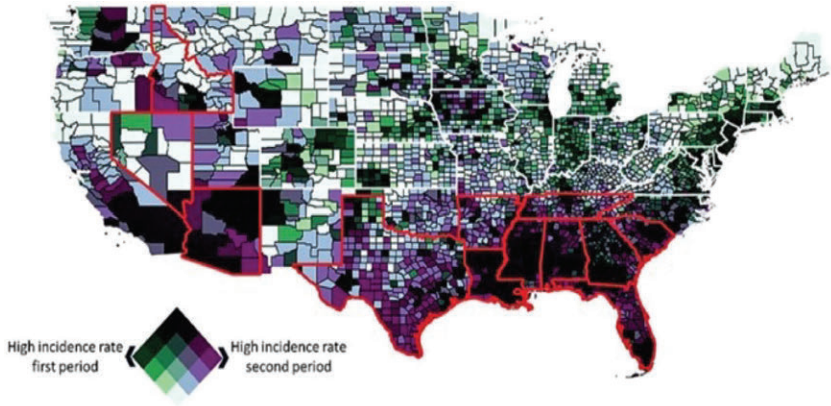 High incidence rate
first period
High incidence rate
second period